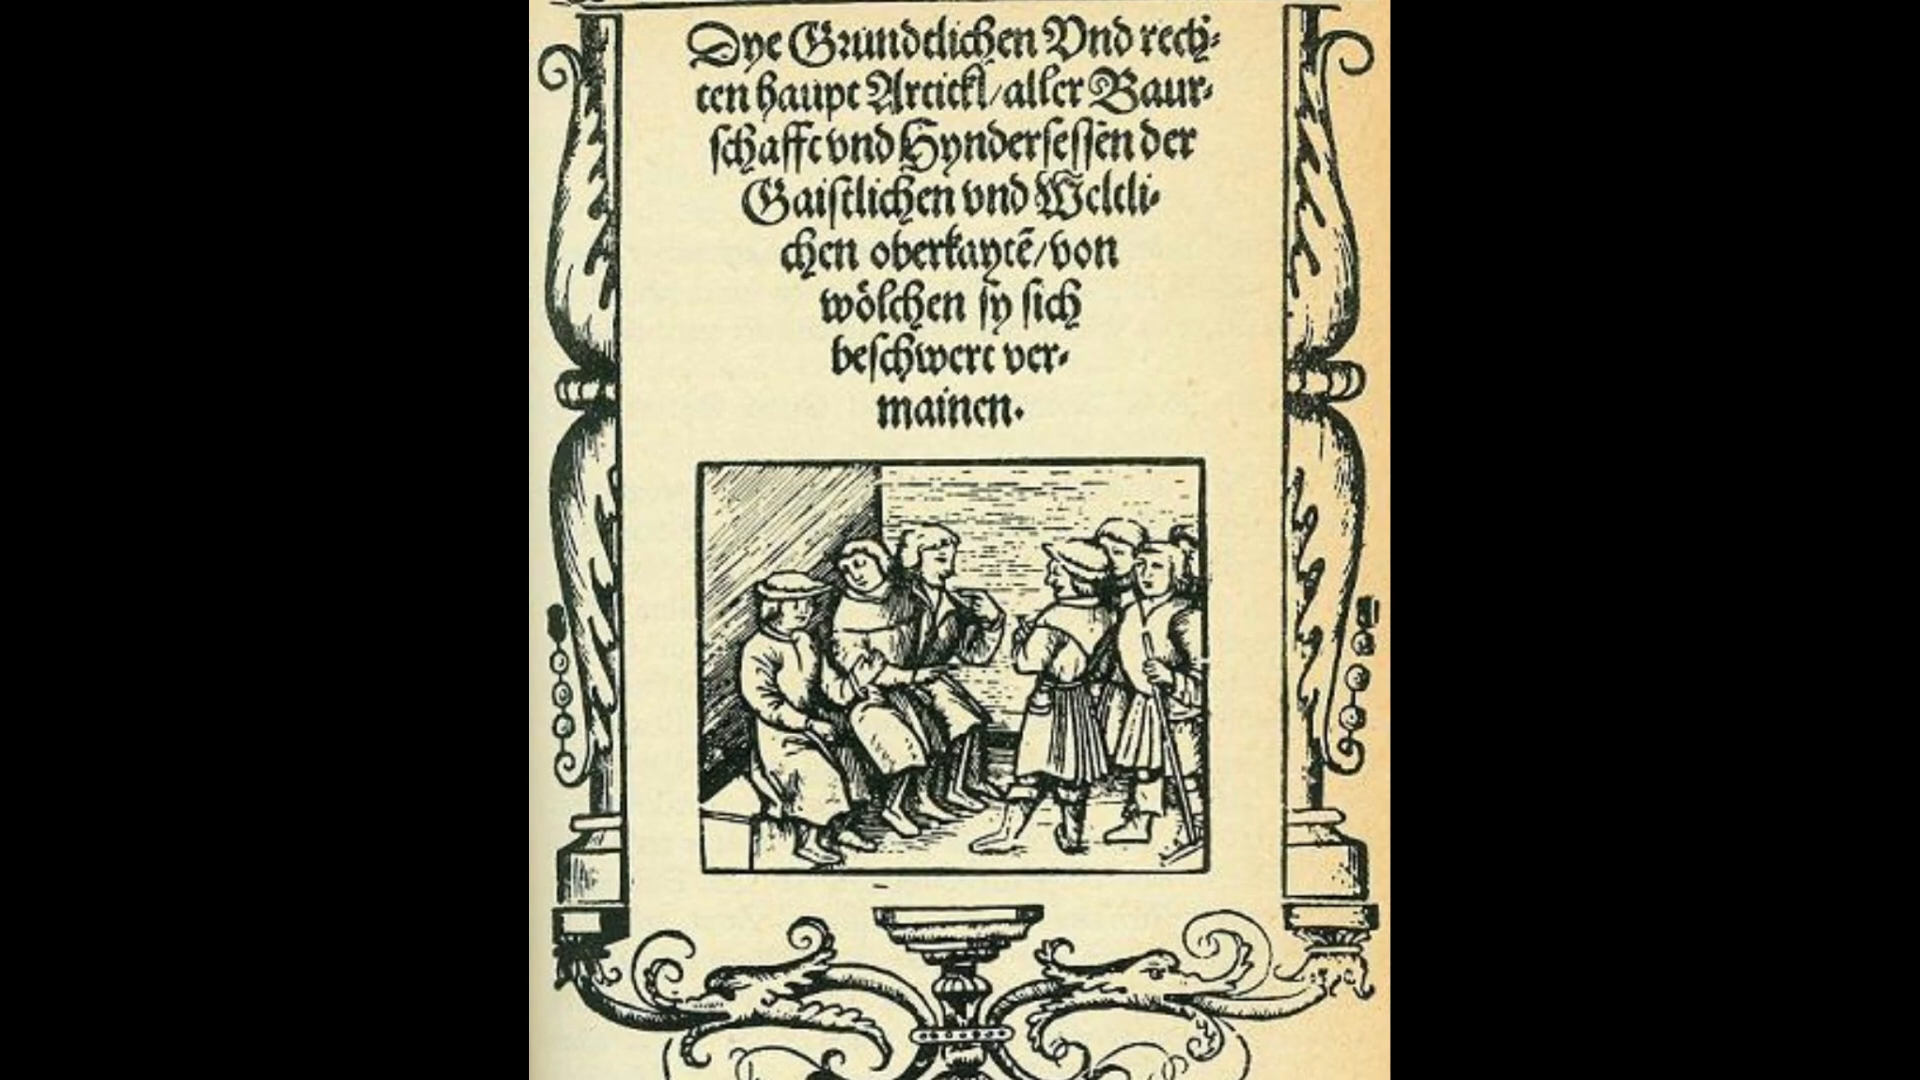 Dye Grundtlichen Vnd rech⸗
ten haupt Artickl/aller Baur⸗
schafft vnd Hyndersessen der
Gaistlichen vnd Weltli⸗
chen oberkaytē/von
wölchen sy sich
beschwert ver⸗
mainen.